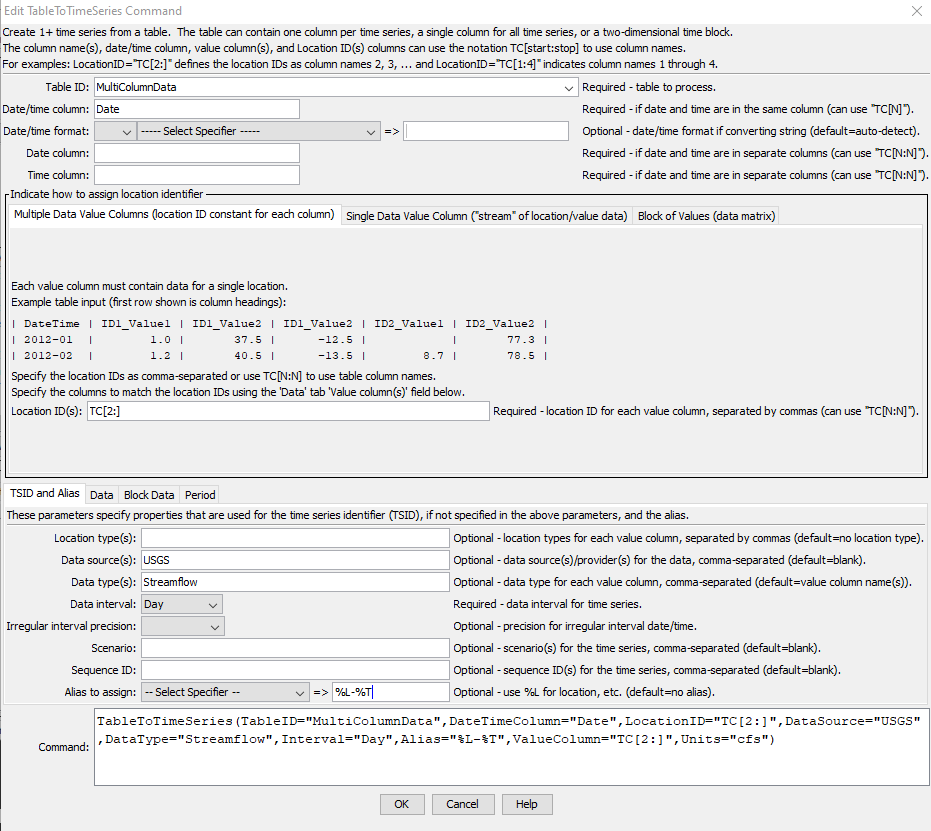 Edit TableToTimeSeries Command
Create 1+ time series from a table.  The table can contain one column per time series, a single column for all time series, or a two-dimensional time block.
The column name(s), date/time column, value column(s), and Location ID(s) columns can use the notation TC[start:stop] to use column names.
For examples: LocationID="TC[2:]" defines the location IDs as column names 2, 3, ... and LocationID="TC[1:4]" indicates column names 1 through 4.
Table ID: MultiColumnData Required - table to process.
Date/time column: Date Required - if date and time are in the same column (can use "TC[N]").
Date/time format: ----- Select Specifier ----- => Optional - date/time format if converting string (default=auto-detect).
Date column: Required - if date and time are in separate columns (can use "TC[N:N]").
Time column: Required - if date and time are in separate columns (can use "TC[N:N]").
Indicate how to assign location identifier
Multiple Data Value Columns (location ID constant for each column) Single Data Value Column ("stream" of location/value data) Block of Values (data matrix)
Each value column must contain data for a single location.
Example table input (first row shown is column headings):
| DateTime | ID1_Value1 | ID1_Value2 | ID1_Value2 | ID2_Value1 | ID2_Value2 |
| 2012-01  |        1.0 |       37.5 |      -12.5 |            |       77.3 |
| 2012-02  |        1.2 |       40.5 |      -13.5 |        8.7 |       78.5 |
Specify the location IDs as comma-separated or use TC[N:N] to use table column names.
Specify the columns to match the location IDs using the 'Data' tab 'Value column(s)' field below.
Location ID(s): TC[2:] Required - location ID for each value column, separated by commas (can use "TC[N:N]").
TSID and Alias Data Block Data Period
These parameters specify properties that are used for the time series identifier (TSID), if not specified in the above parameters, and the alias.
Location type(s): Optional - location types for each value column, separated by commas (default=no location type).
Data source(s): USGS Optional - data source(s)/provider(s) for the data, comma-separated (default=blank).
Data type(s): Streamflow Optional - data type for each value column, comma-separated (default=value column name(s)).
Data interval: Day Required - data interval for time series.
Irregular interval precision: Optional - precision for irregular interval date/time.
Scenario: Optional - scenario(s) for the time series, comma-separated (default=blank).
Sequence ID: Optional - sequence ID(s) for the time series, comma-separated (default=blank).
Alias to assign: -- Select Specifier -- => %L-%T Optional - use %L for location, etc. (default=no alias).
Command: TableToTimeSeries(TableID="MultiColumnData",DateTimeColumn="Date",LocationID="TC[2:]",DataSource="USGS"
,DataType="Streamflow",Interval="Day",Alias="%L-%T",ValueColumn="TC[2:]",Units="cfs")
OK Cancel Help